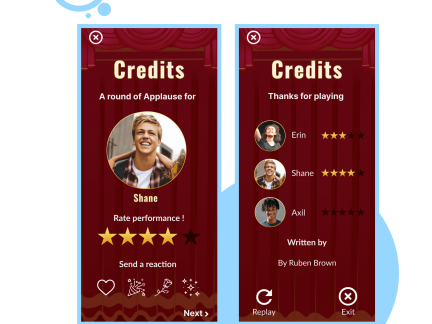 Credits
A round of Applause for
Shane
Rate performance !
Send a reaction
Next >
Credits
Thanks for playing
Erin
Shane
Axil
Written by
By Ruben Brown
Replay
Exit